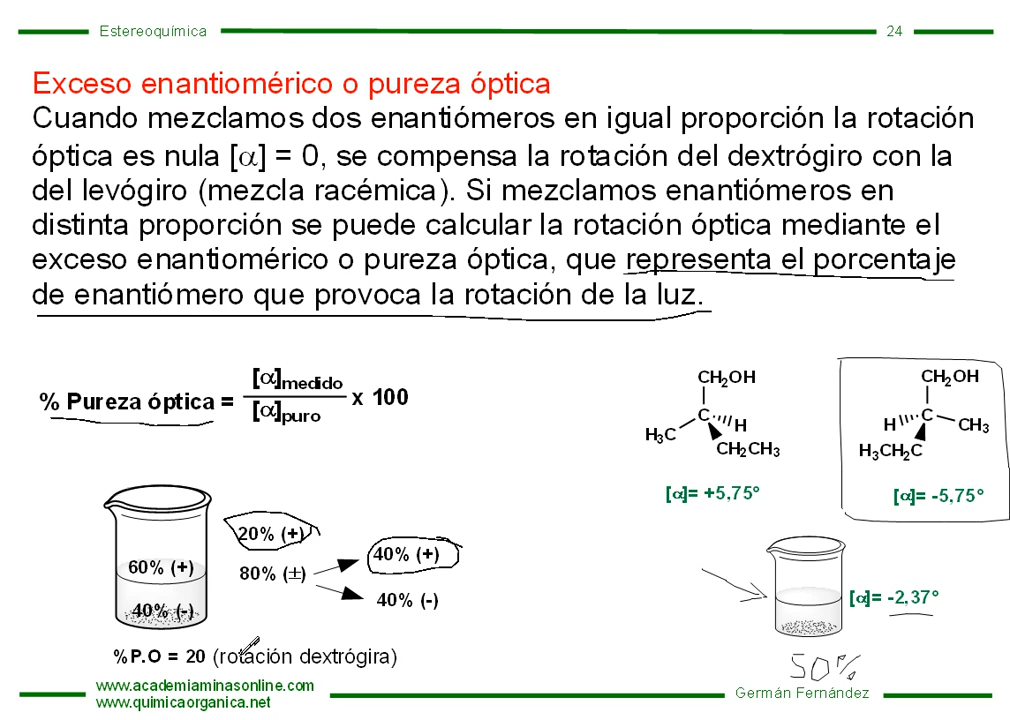 Estereoquímica
24
Exceso enantiomérico o pureza óptica
Cuando mezclamos dos enantiómeros en igual proporción la rotación
óptica es nula [α] = 0, se compensa la rotación del dextrógiro con la
del levógiro (mezcla racémica). Si mezclamos enantiómeros en
distinta proporción se puede calcular la rotación óptica mediante el
exceso enantiomérico o pureza óptica, que representa el porcentaje
de enantiómero que provoca la rotación de la luz.
% Pureza óptica = [α]medido
[α]puro
x 100
CH2OH
C
H
H3C
CH2CH3
[α]= +5,75°
CH2OH
H
C
CH3
H3CH2C
[α]= -5,75°
60% (+)
40% (-)
20% (+)
80% (±)
40% (+)
40% (-)
%P.O = 20 (rotación dextrógira)
[α]= -2,37°
50%
www.academiaminasonline.com
www.quimicaorganica.net
Germán Fernández